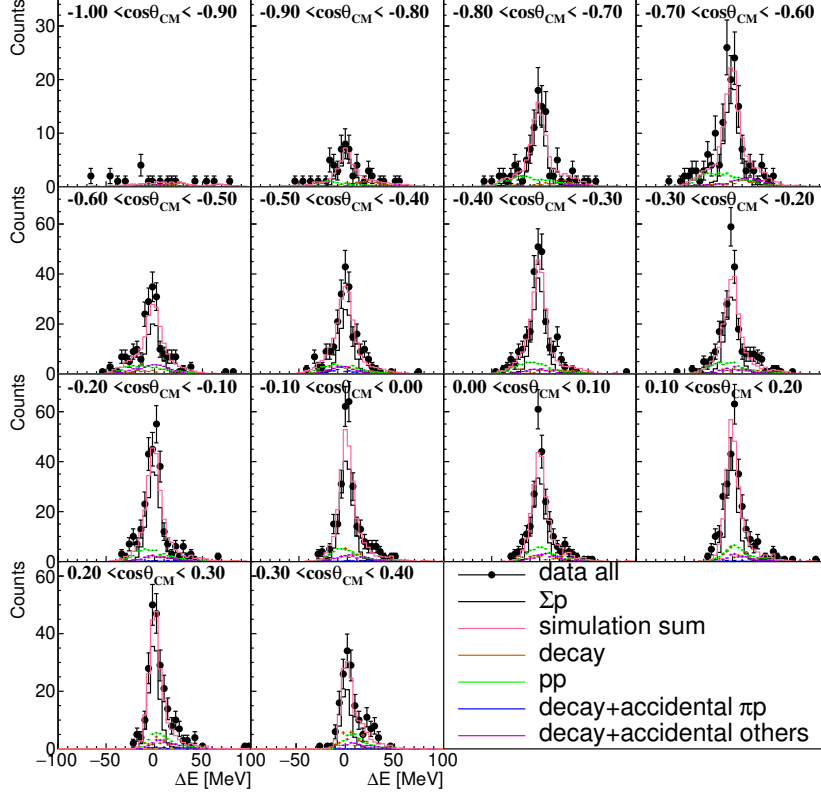 -1.00 <cosθCM< -0.90
-0.90 <cosθCM< -0.80
-0.80 <cosθCM< -0.70
-0.70 <cosθCM< -0.60
Counts
30
20
10
0
-0.60 <cosθCM< -0.50
-0.50 <cosθCM< -0.40
-0.40 <cosθCM< -0.30
-0.30 <cosθCM< -0.20
Counts
60
40
20
0
-0.20 <cosθCM< -0.10
-0.10 <cosθCM< 0.00
0.00 <cosθCM< 0.10
0.10 <cosθCM< 0.20
Counts
60
40
20
0
0.20 <cosθCM< 0.30
0.30 <cosθCM< 0.40
Counts
60
40
20
0
−100 −50 0 50 100
−50 0 50 100
ΔE [MeV]
ΔE [MeV]
data all
Σp
simulation sum
decay
pp
decay+accidental πp
decay+accidental others